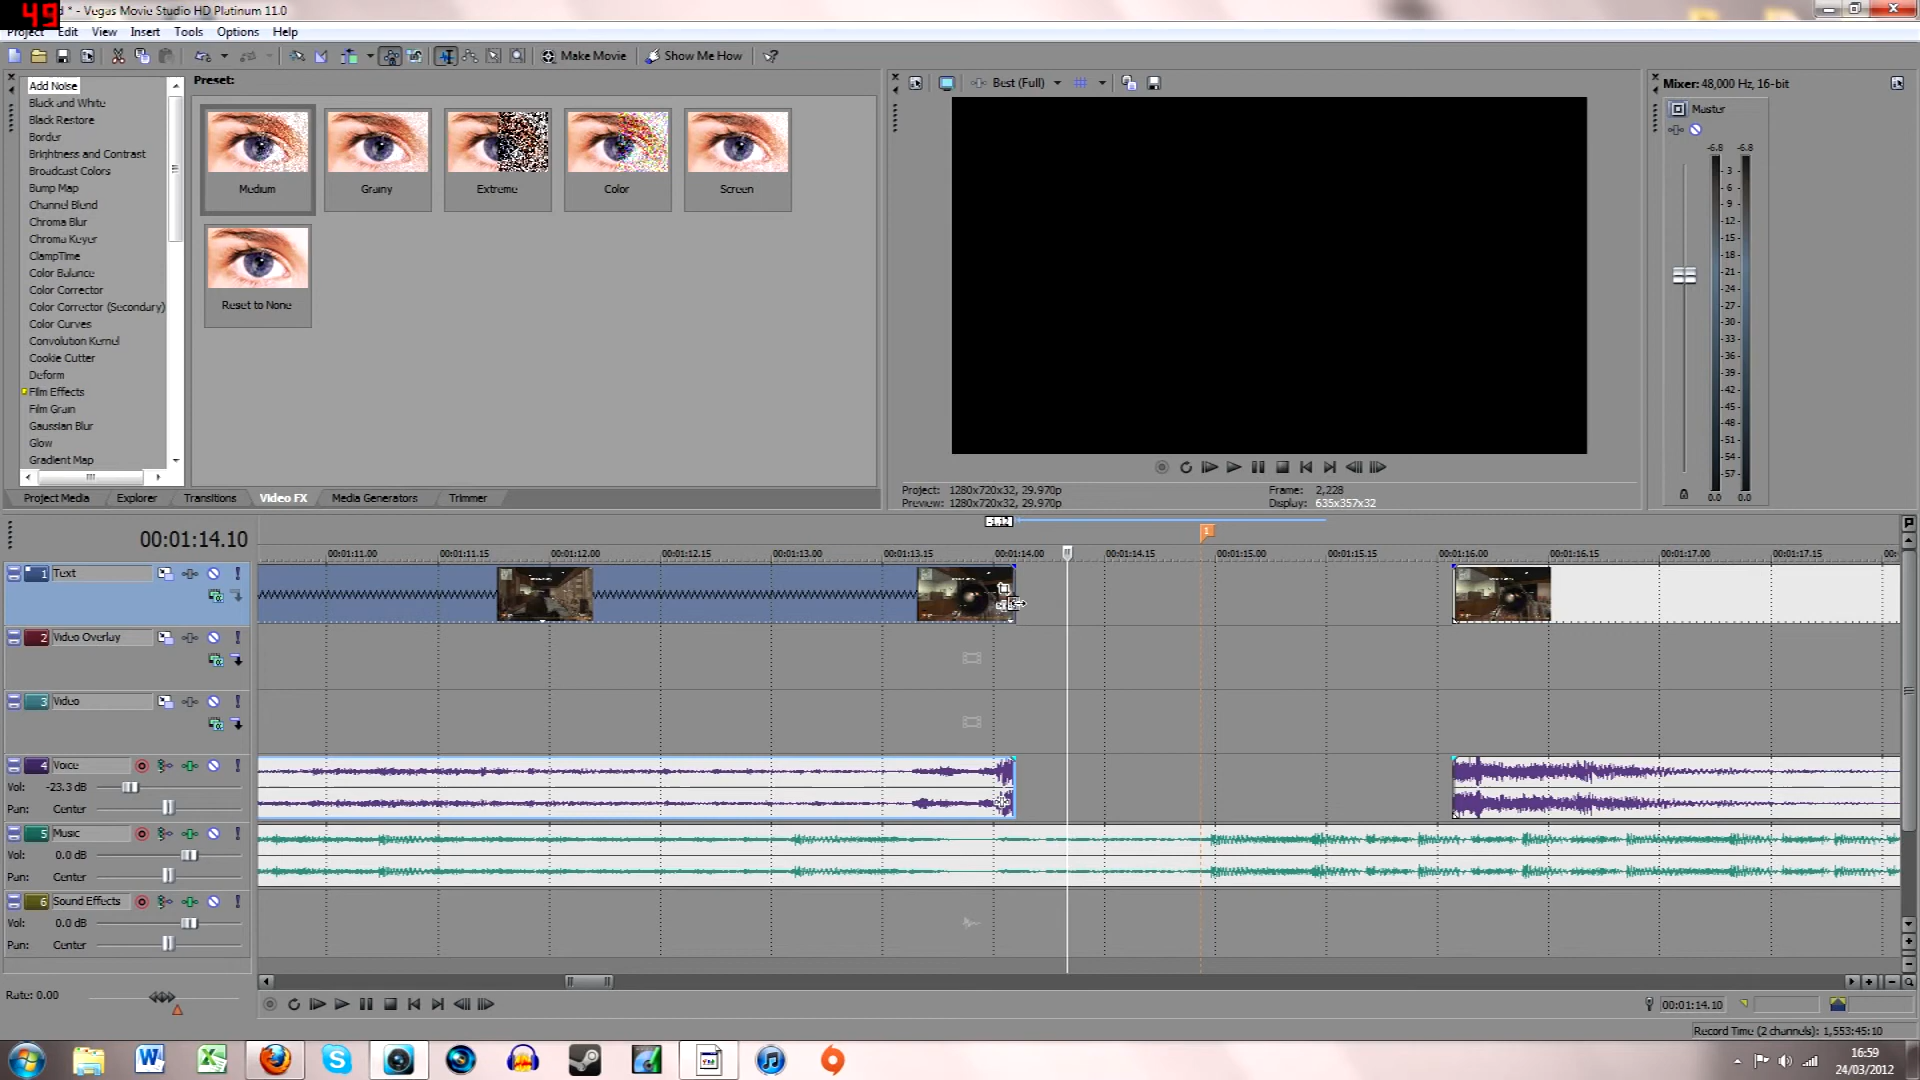 49
d * - Vegas Movie Studio HD Platinum 11.0
Project Edit View Insert Tools Options Help
Make Movie Show Me How
Add Noise
Black and White
Black Restore
Border
Brightness and Contrast
Broadcast Colors
Bump Map
Channel Blend
Chroma Blur
Chroma Keyer
ClampTime
Color Balance
Color Corrector
Color Corrector (Secondary)
Color Curves
Convolution Kernel
Cookie Cutter
Deform
Film Effects
Film Grain
Gaussian Blur
Glow
Gradient Map
Preset:
Medium Grainy Extreme Color Screen
Reset to None
Project Media Explorer Transitions Video FX Media Generators Trimmer
Best (Full)
Project: 1280x720x32, 29.970p
Preview: 1280x720x32, 29.970p
Frame: 2,228
Display: 635x357x32
Mixer: 48,000 Hz, 16-bit
Master
-6.8 -6.8
- 3 -
- 6 -
- 9 -
-12-
-15-
-18-
-21-
-24-
-27-
-30-
-33-
-36-
-39-
-42-
-45-
-48-
-51-
-54-
-57-
0.0 0.0
00:01:14.10
1
00:01:11.00 00:01:11.15 00:01:12.00 00:01:12.15 00:01:13.00 00:01:13.15 00:01:14.00 00:01:14.15 00:01:15.00 00:01:15.15 00:01:16.00 00:01:16.15 00:01:17.00 00:01:17.15 00:
1 Text
2 Video Overlay
3 Video
4 Voice
Vol: -23.3 dB
Pan: Center
5 Music
Vol: 0.0 dB
Pan: Center
6 Sound Effects
Vol: 0.0 dB
Pan: Center
Rate: 0.00
00:01:14.10
Record Time (2 channels): 1,553:45:10
16:59
24/03/2012